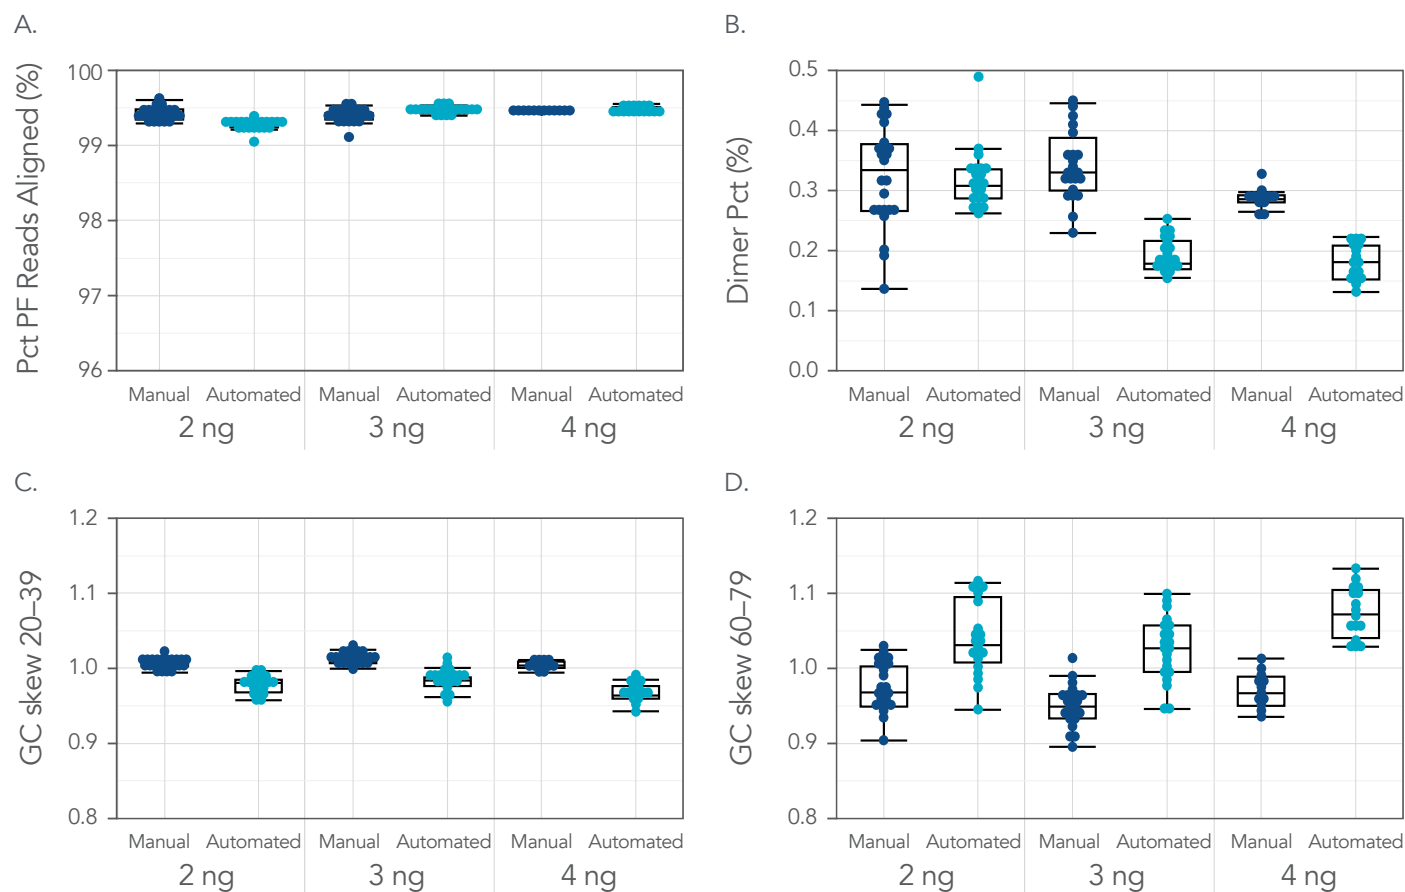 A.
Pct PF Reads Aligned (%)
100
99
98
97
96
Manual Automated Manual Automated Manual Automated
2 ng 3 ng 4 ng
B.
Dimer Pct (%)
0.5
0.4
0.3
0.2
0.1
0.0
Manual Automated Manual Automated Manual Automated
2 ng 3 ng 4 ng
C.
GC skew 20–39
1.2
1.1
1.0
0.9
0.8
Manual Automated Manual Automated Manual Automated
2 ng 3 ng 4 ng
D.
GC skew 60–79
1.2
1.1
1.0
0.9
0.8
Manual Automated Manual Automated Manual Automated
2 ng 3 ng 4 ng